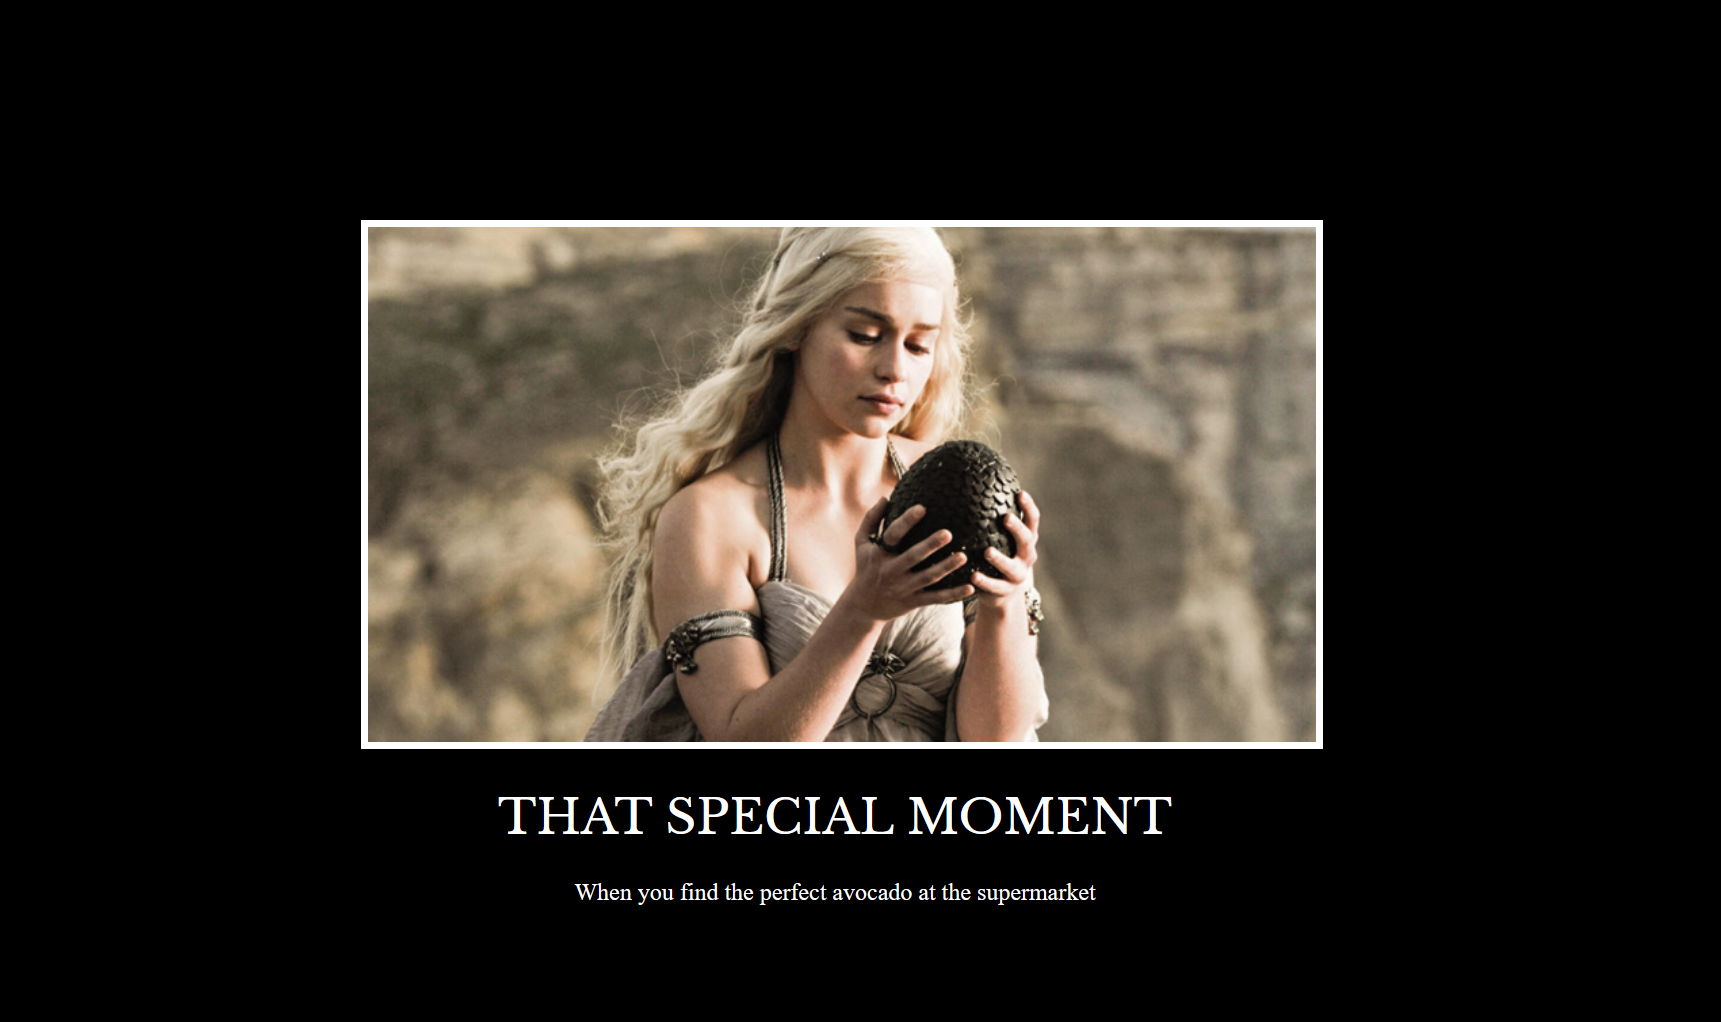 THAT SPECIAL MOMENT
When you find the perfect avocado at the supermarket